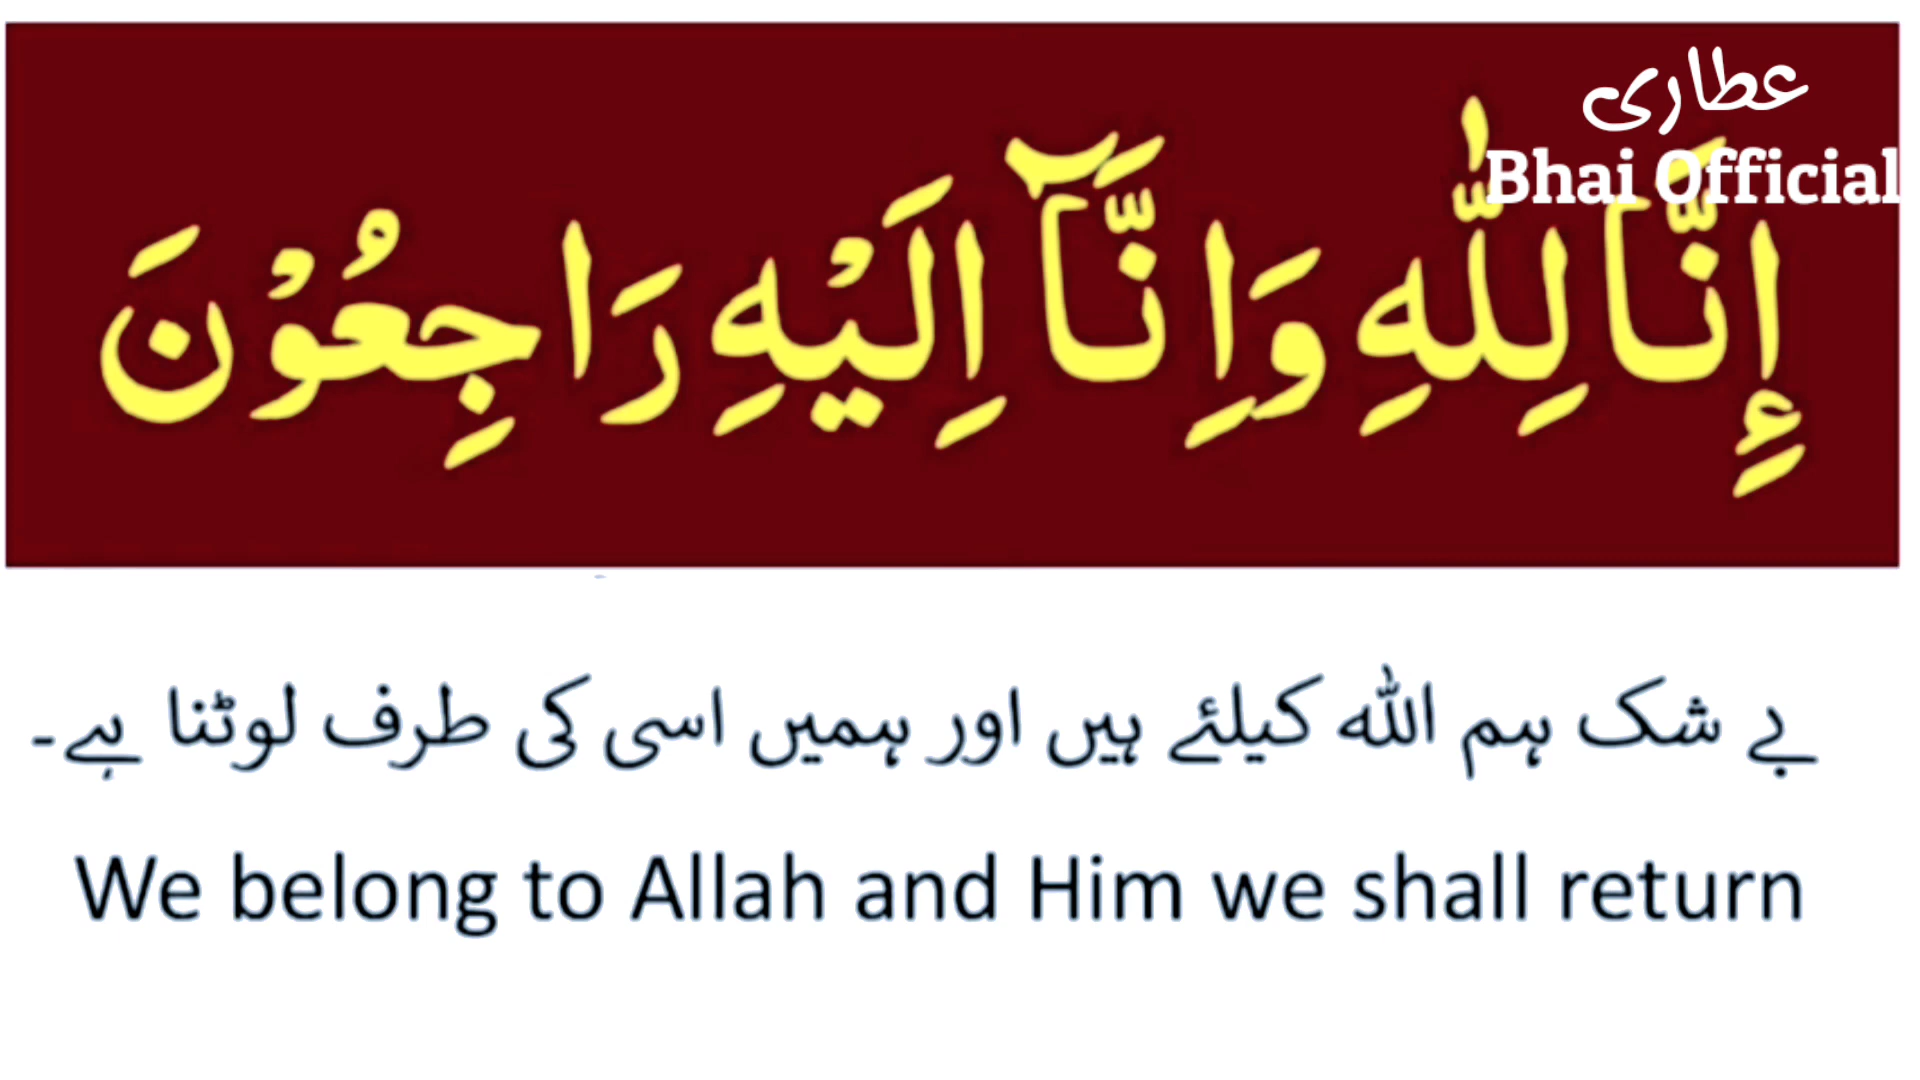 عطاری
Bhai Official
إِنَّا لِلّٰهِ وَاِنَّآ اِلَيْهِ رَاجِعُوْنَ
بے شک ہم اللہ کیلئے ہیں اور ہمیں اسی کی طرف لوٹنا ہے۔
We belong to Allah and Him we shall return